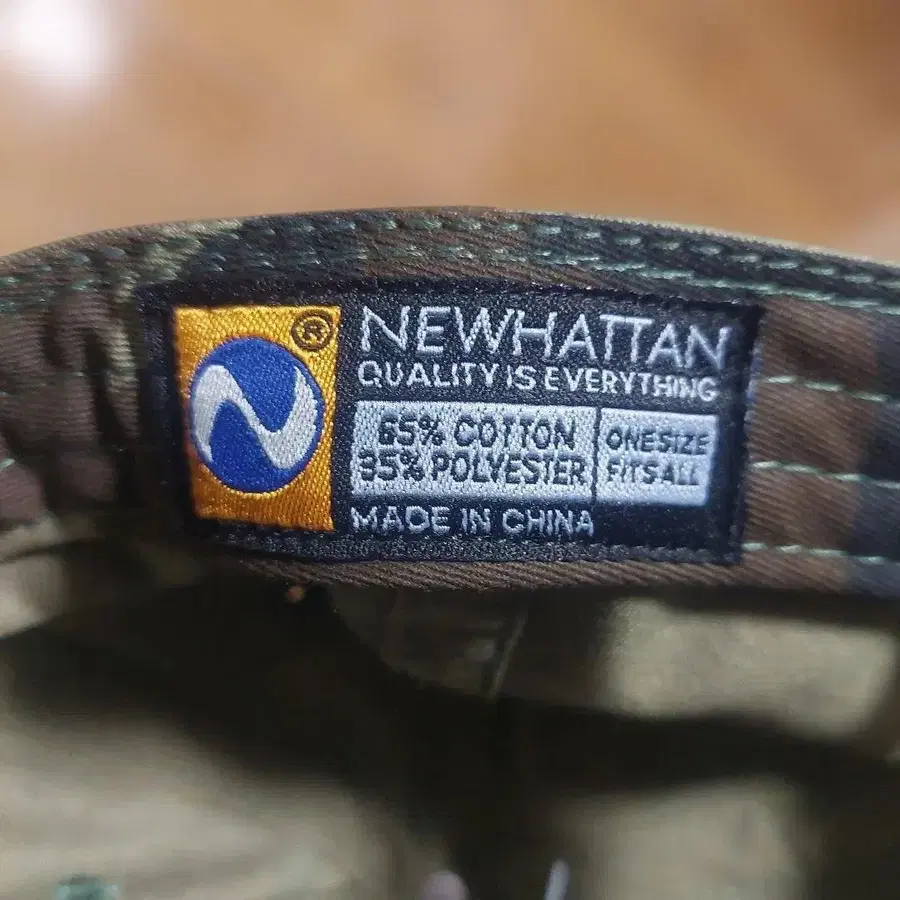 ®
NEWHATTAN
QUALITY IS EVERYTHING
65% COTTON
35% POLYESTER
ONE SIZE
FITS ALL
MADE IN CHINA